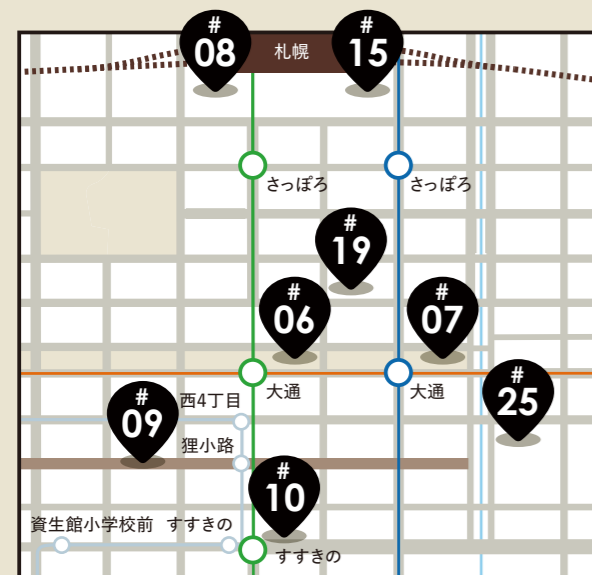 #
08
札幌
#
15
さっぽろ
さっぽろ
#
19
#
06
#
07
大通
大通
#
25
#
09
西4丁目
狸小路
#
10
資生館小学校前
すすきの
すすきの